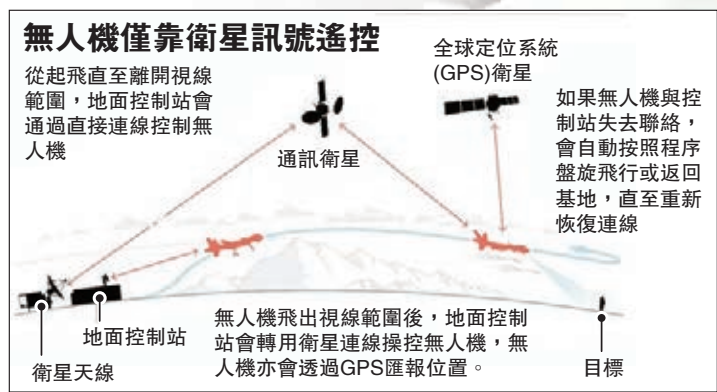 無人機僅靠衛星訊號遙控
從起飛直至離開視線
範圍，地面控制站會
通過直接連線控制無
人機
通訊衛星
全球定位系統
(GPS)衛星
如果無人機與控
制站失去聯絡，
會自動按照程序
盤旋飛行或返回
基地，直至重新
恢復連線
衛星天線
地面控制站
無人機飛出視線範圍後，地面控制
站會轉用衛星連線操控無人機，無
人機亦會透過GPS匯報位置。
目標